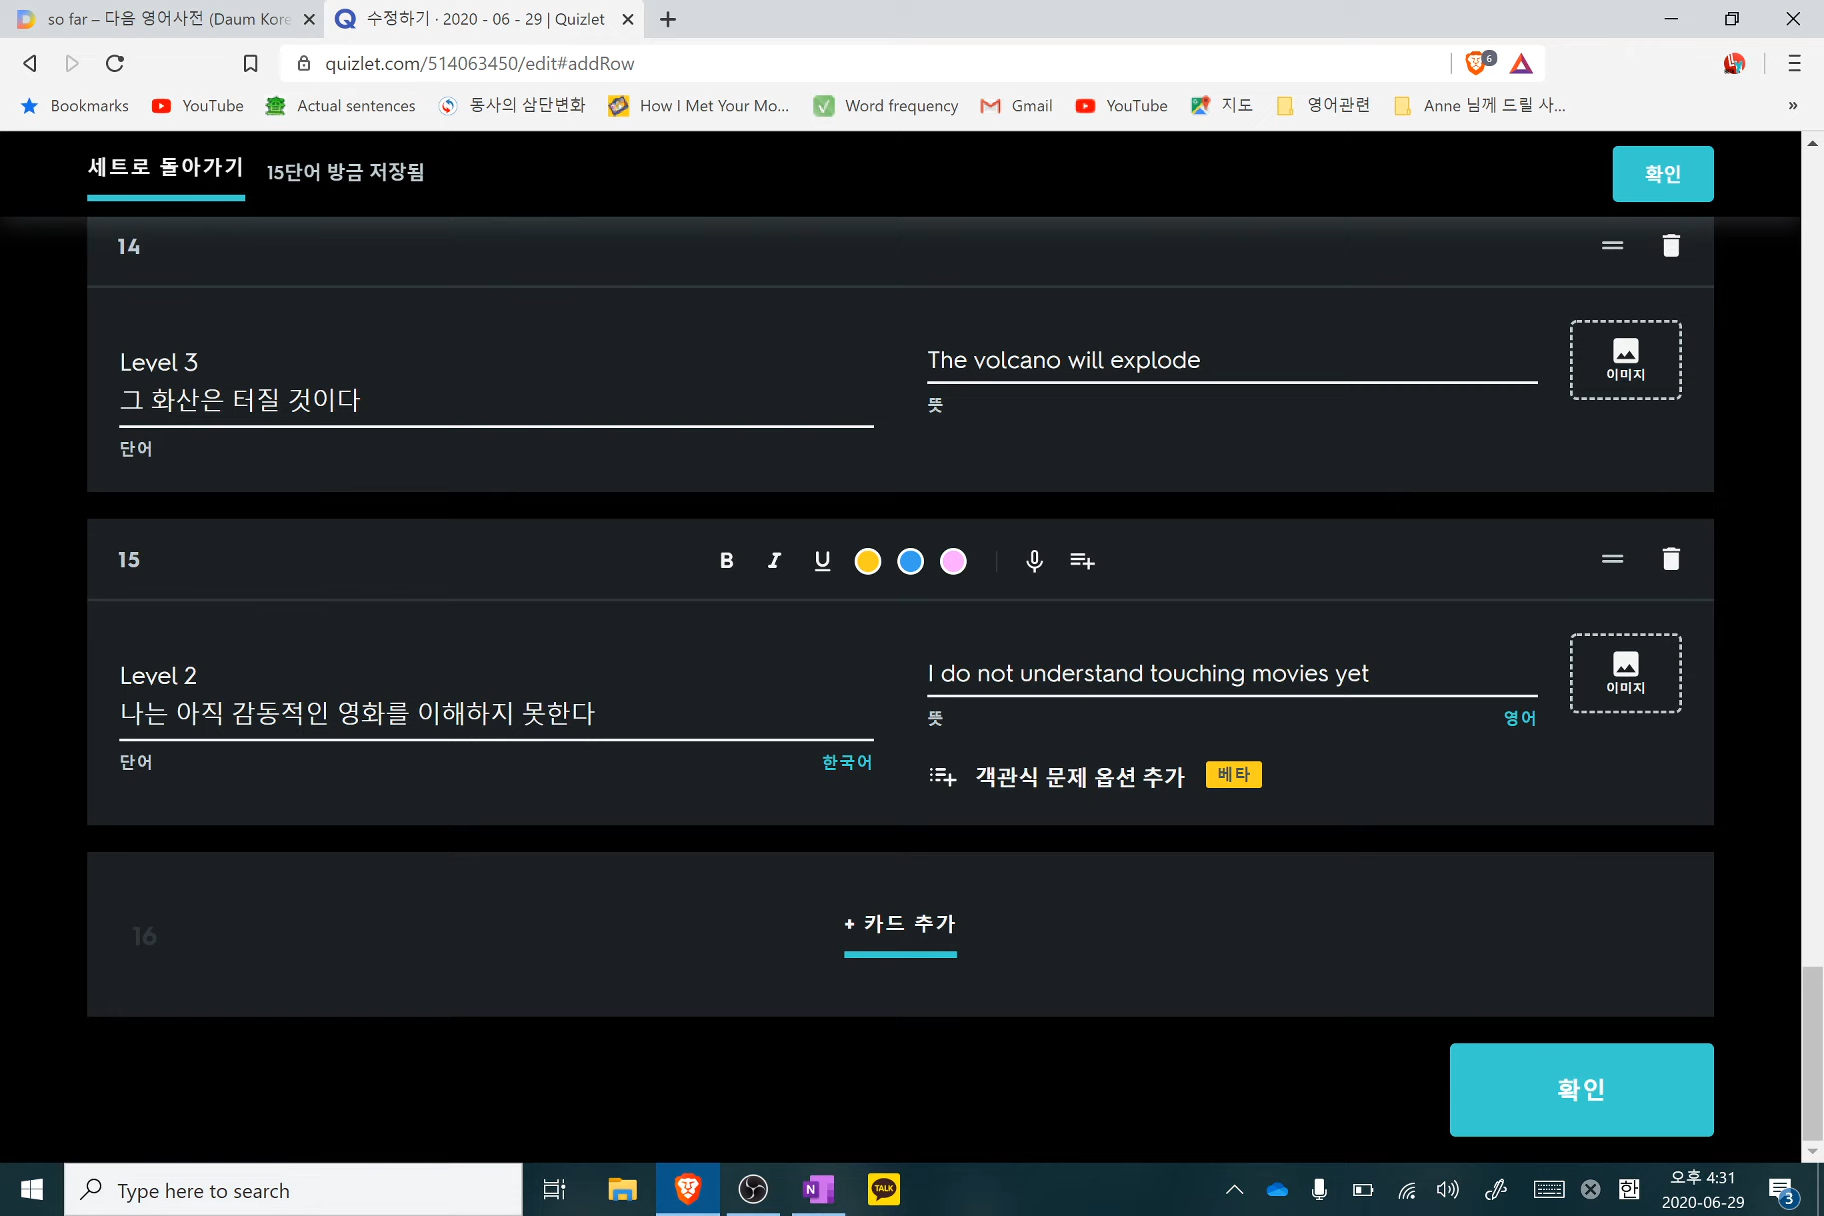 so far – 다음 영어사전 (Daum Kore
수정하기 · 2020 - 06 - 29 | Quizlet
quizlet.com/514063450/edit#addRow
6
Bookmarks
YouTube
Actual sentences
동사의 삼단변화
How I Met Your Mo...
Word frequency
Gmail
YouTube
지도
영어관련
Anne 님께 드릴 사...
»
세트로 돌아가기
15단어 방금 저장됨
확인
14
Level 3
그 화산은 터질 것이다
단어
The volcano will explode
뜻
이미지
15
B I U
Level 2
나는 아직 감동적인 영화를 이해하지 못한다
단어
한국어
I do not understand touching movies yet
뜻
영어
이미지
객관식 문제 옵션 추가
베타
16
+ 카드 추가
확인
Type here to search
N
TALK
한
오후 4:31
2020-06-29
3